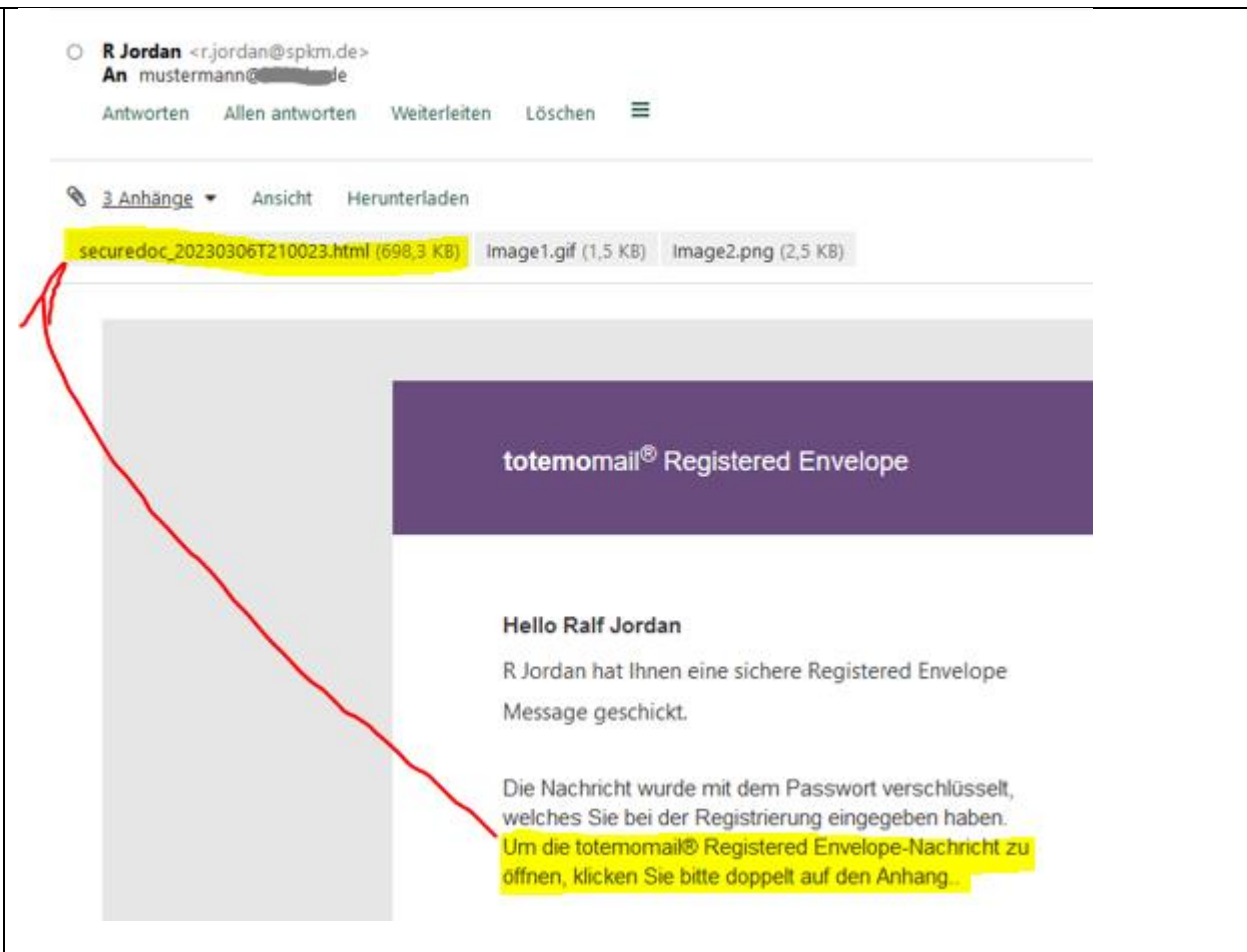 R Jordan <r.jordan@spkm.de>
An mustermann@ de
Antworten Allen antworten Weiterleiten Löschen
3 Anhänge Ansicht Herunterladen
securedoc_20230306T210023.html (698,3 KB) Image1.gif (1,5 KB) Image2.png (2,5 KB)
totemomail® Registered Envelope
Hello Ralf Jordan
R Jordan hat Ihnen eine sichere Registered Envelope
Message geschickt.
Die Nachricht wurde mit dem Passwort verschlüsselt,
welches Sie bei der Registrierung eingegeben haben.
Um die totemomail® Registered Envelope-Nachricht zu
öffnen, klicken Sie bitte doppelt auf den Anhang..